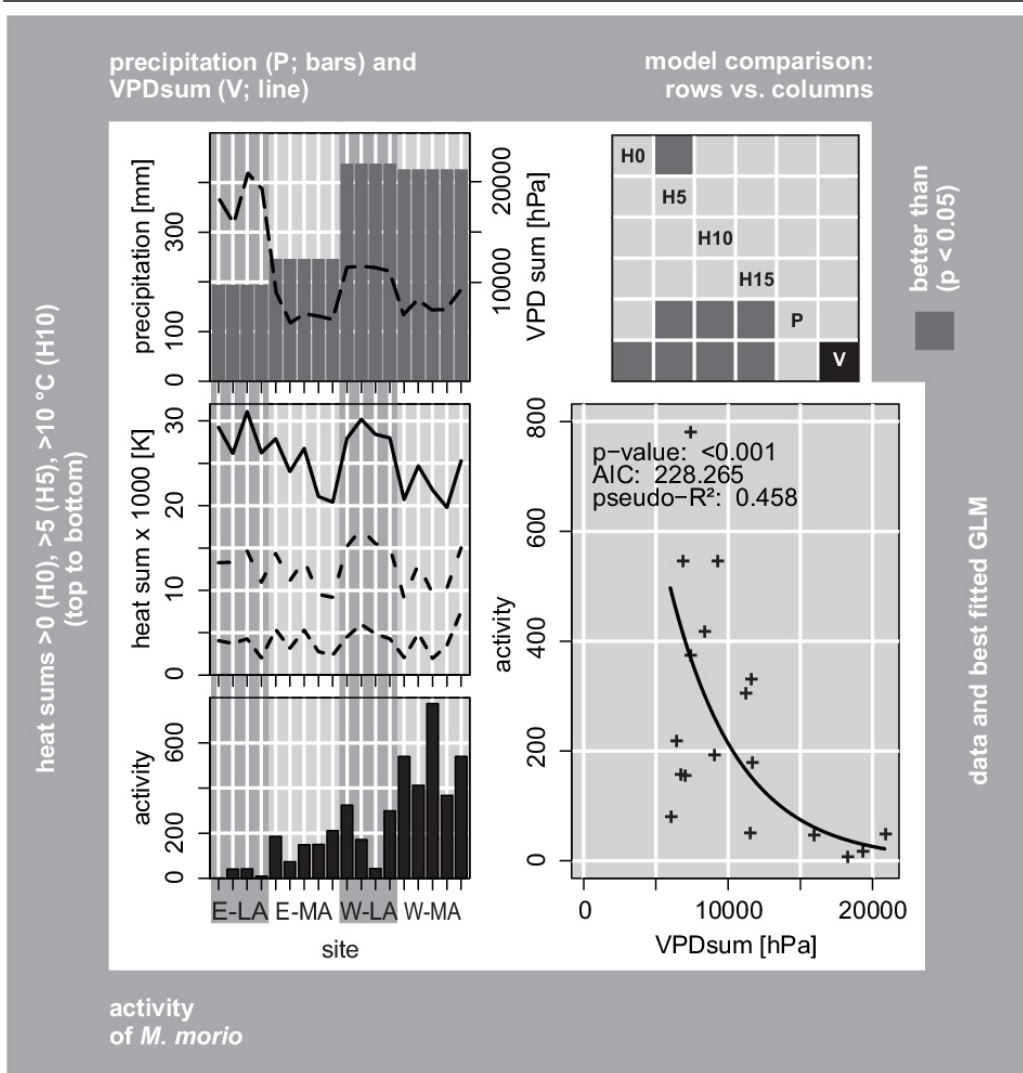 precipitation (P; bars) and
VPDsum (V; line)
model comparison:
rows vs. columns
precipitation [mm]
0
100
300
VPD sum [hPa]
10000
20000
H0
H5
H10
H15
P
V
better than
(p < 0.05)
heat sums >0 (H0), >5 (H5), >10 °C (H10)
(top to bottom)
heat sum x 1000 [K]
0
10
20
30
activity
0
200
600
E-LA E-MA W-LA W-MA
site
p−value: <0.001
AIC: 228.265
pseudo−R²: 0.458
activity
0
200
400
600
800
0 10000 20000
VPDsum [hPa]
data and best fitted GLM
activity
of M. morio